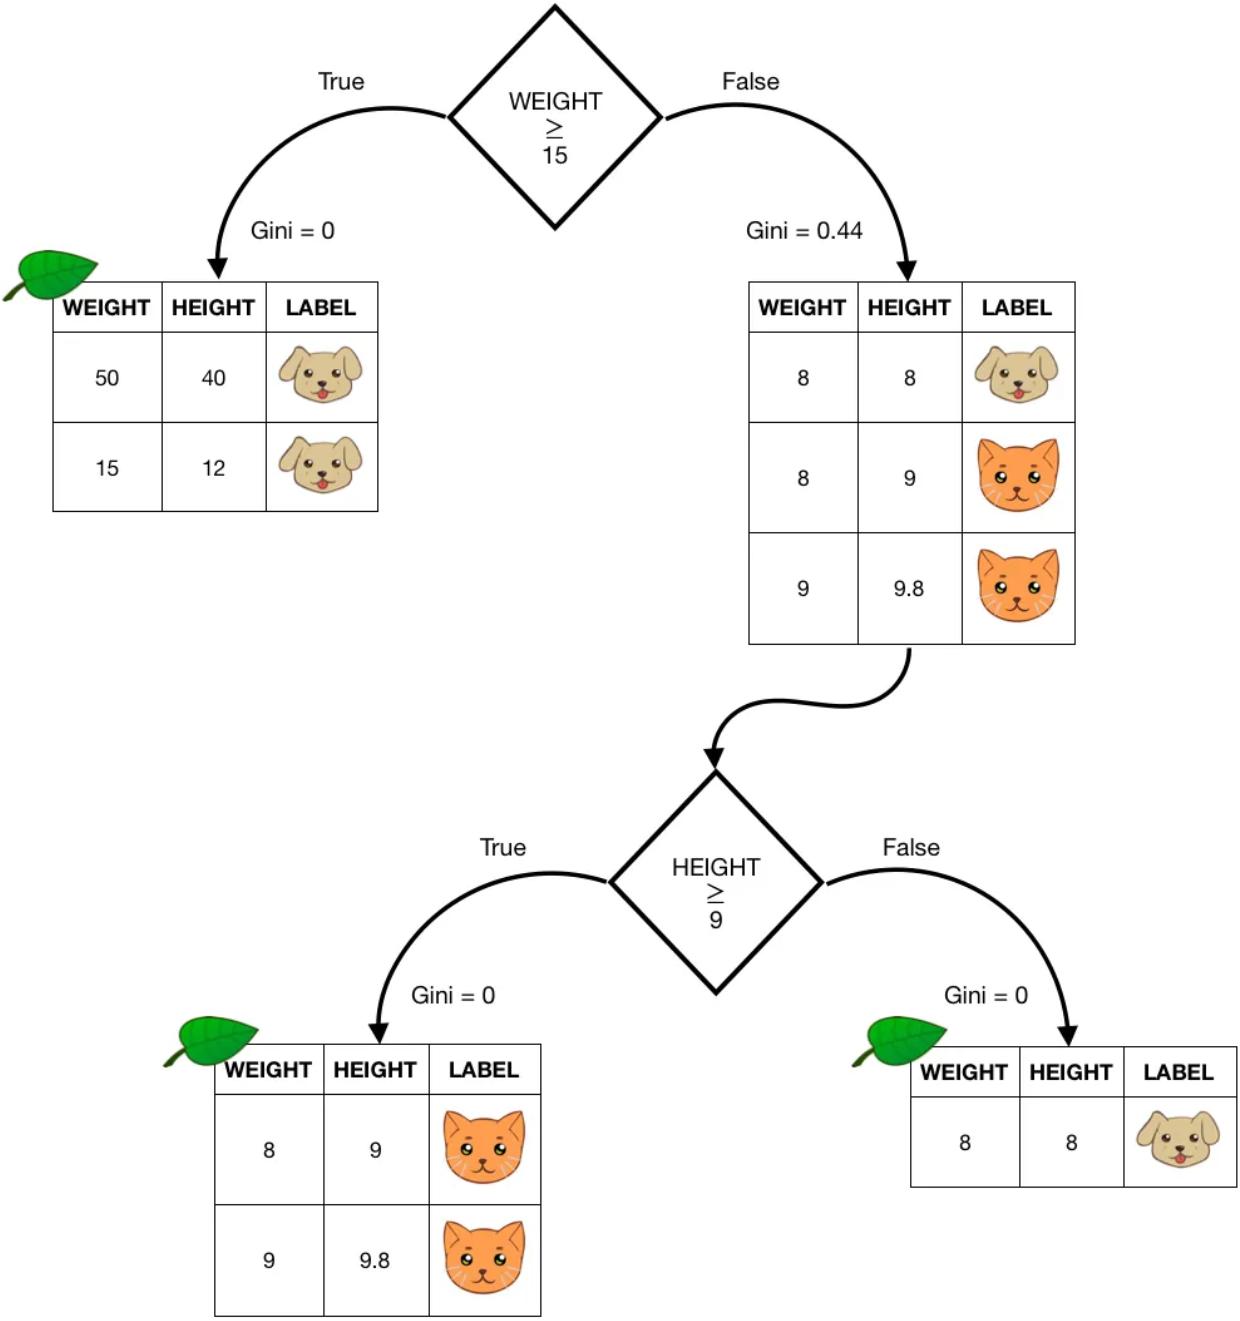 True
False
WEIGHT
≥
15
Gini = 0
Gini = 0.44
WEIGHT HEIGHT LABEL
50 40
15 12
WEIGHT HEIGHT LABEL
8 8
8 9
9 9.8
True
False
HEIGHT
≥
9
Gini = 0
Gini = 0
WEIGHT HEIGHT LABEL
8 9
9 9.8
WEIGHT HEIGHT LABEL
8 8